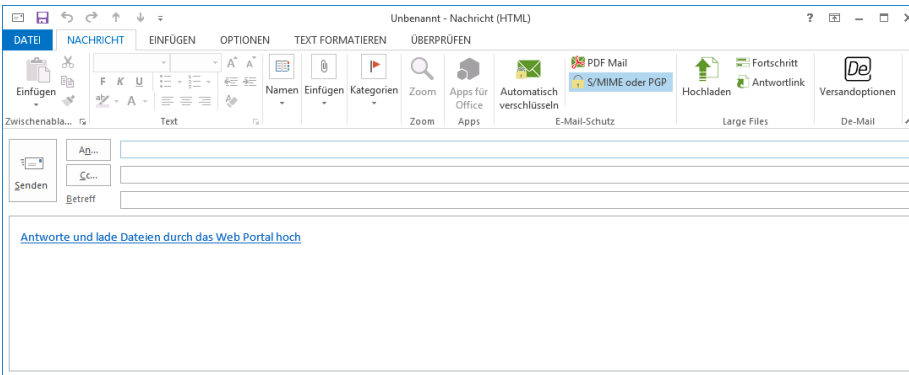 Unbenannt - Nachricht (HTML)
DATEI NACHRICHT EINFÜGEN OPTIONEN TEXT FORMATIEREN ÜBERPRÜFEN
Einfügen
F K U
Namen Einfügen Kategorien
Zoom
Apps für
Office
Automatisch
verschlüsseln
PDF Mail
S/MIME oder PGP
Hochladen
Fortschritt
Antwortlink
De
Versandoptionen
Zwischenabla... Text Zoom Apps E-Mail-Schutz Large Files De-Mail
Senden
An...
Cc...
Betreff
Antworte und lade Dateien durch das Web Portal hoch